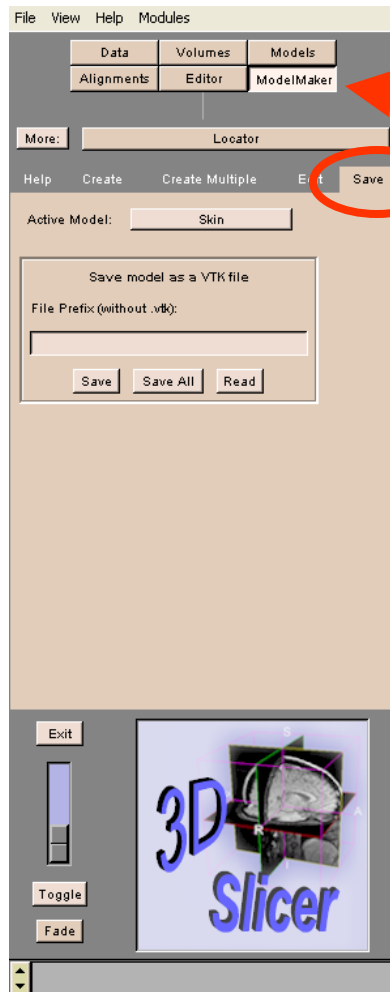 File View Help Modules
Data Volumes Models
Alignments Editor ModelMaker
More: Locator
Help Create Create Multiple Edit Save
Active Model: Skin
Save model as a VTK file
File Prefix (without .vtk):
Save Save All Read
Exit
Toggle
Fade
S
A
R
I
3D
Slicer